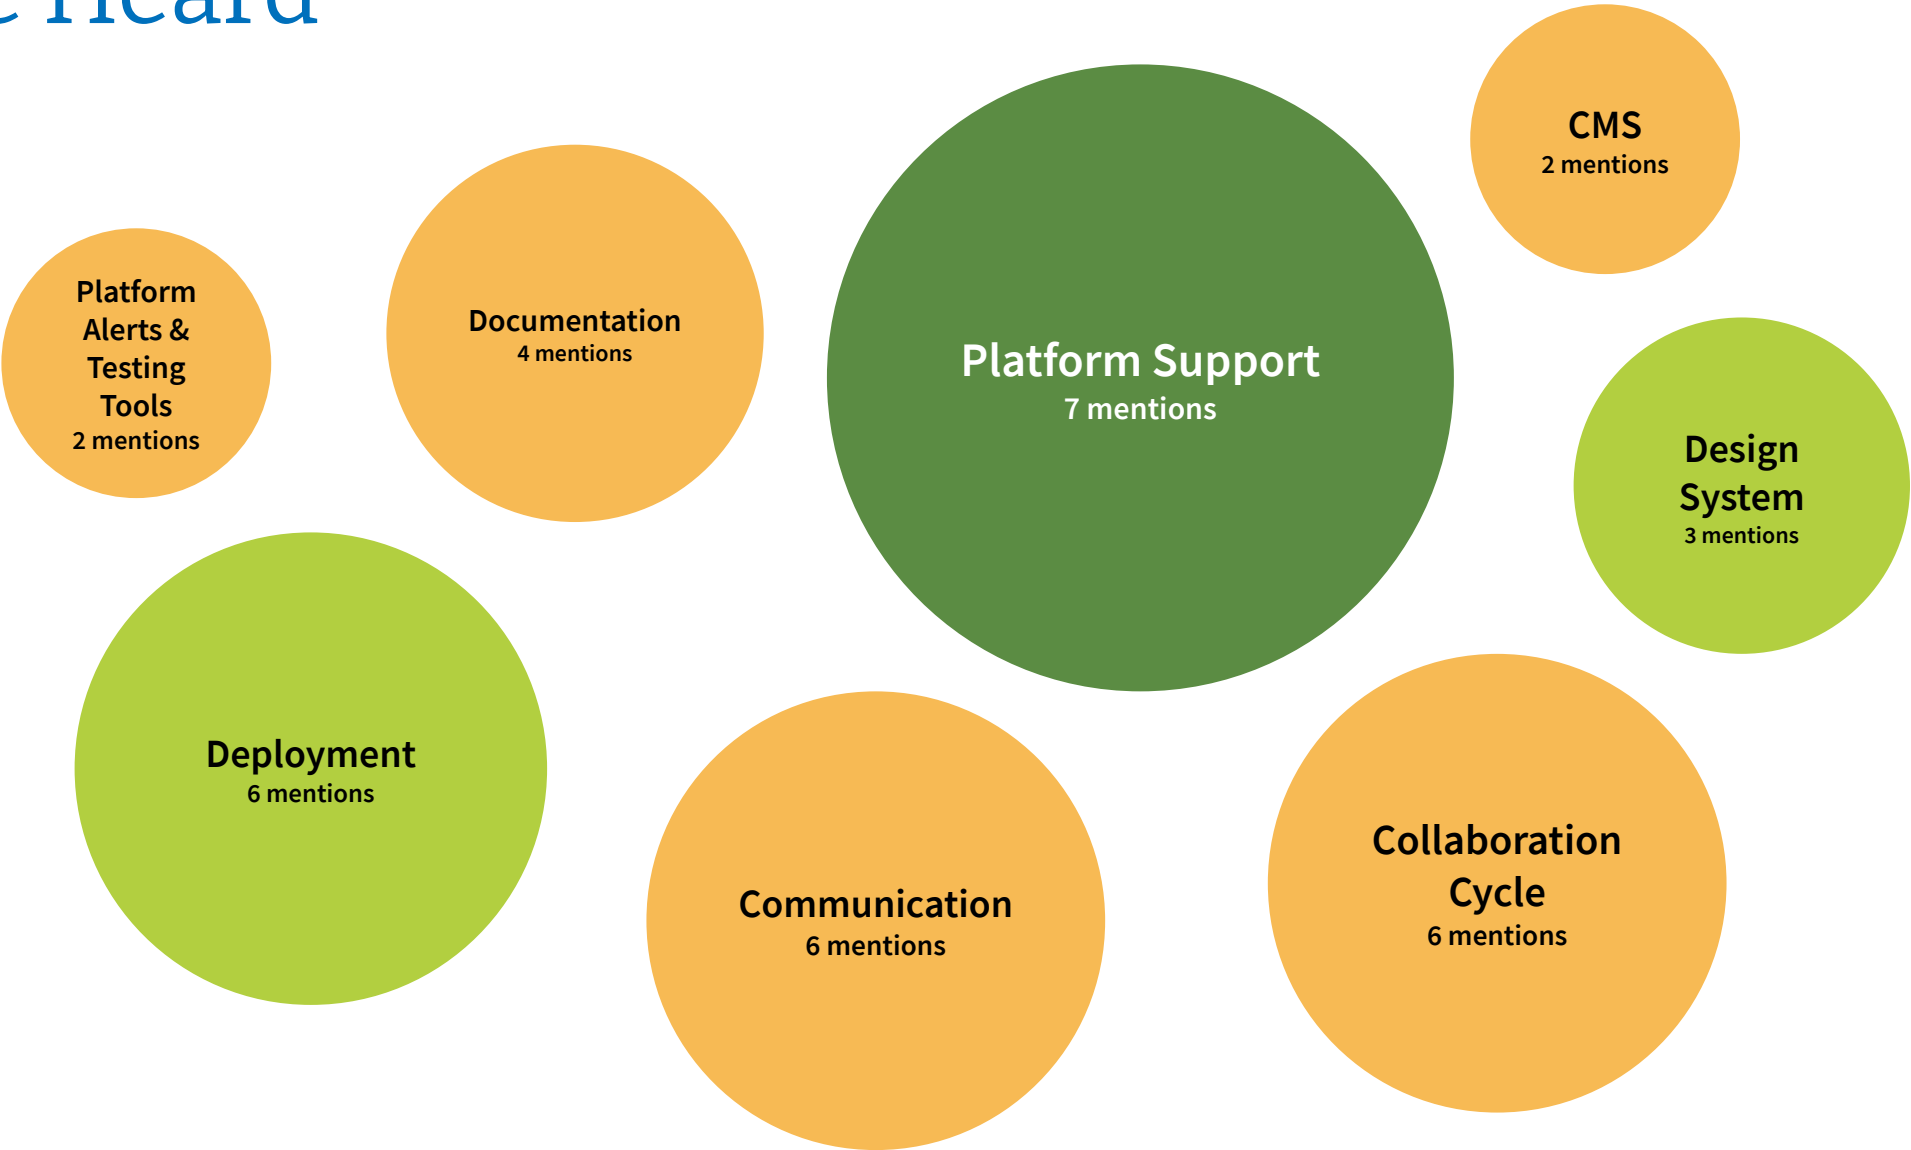 Heard
CMS
2 mentions
Platform
Alerts &
Testing
Tools
2 mentions
Documentation
4 mentions
Platform Support
7 mentions
Design
System
3 mentions
Deployment
6 mentions
Communication
6 mentions
Collaboration
Cycle
6 mentions